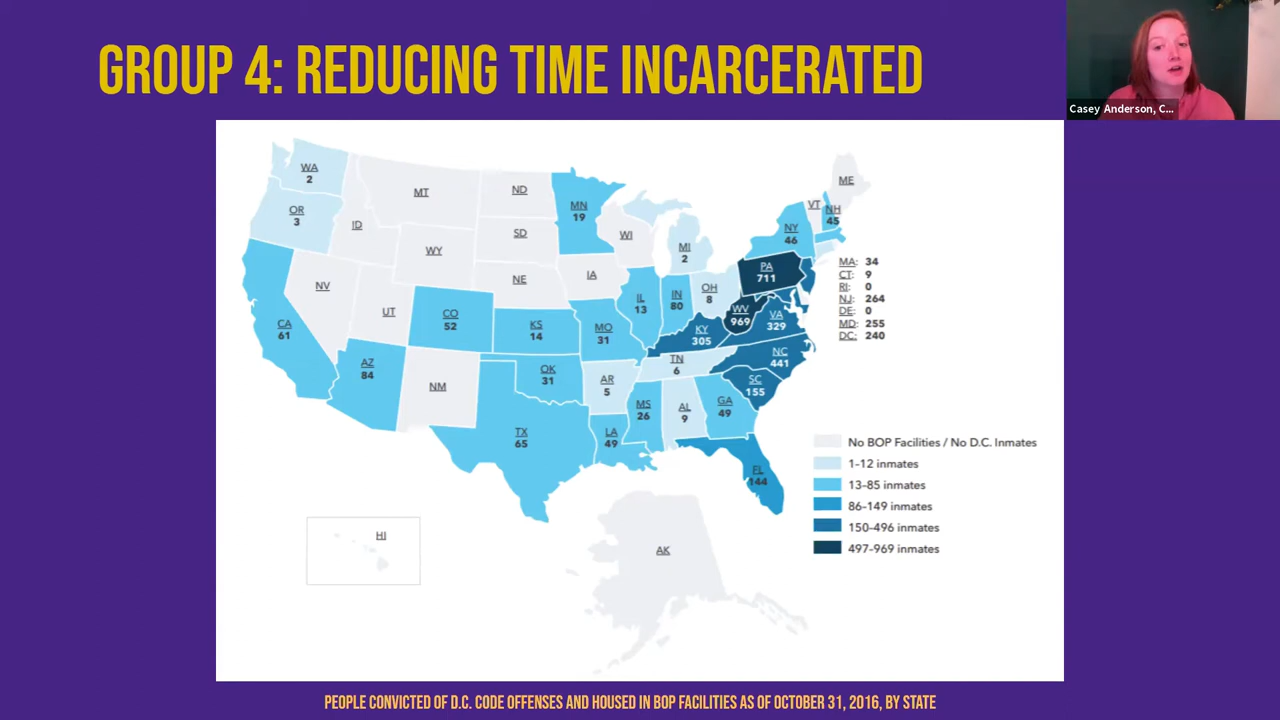 GROUP 4: REDUCING TIME INCARCERATED
Casey Anderson, C...
WA
2
OR
3
CA
61
NV
ID
MT
WY
UT
AZ
84
CO
52
NM
ND
SD
NE
KS
14
OK
31
TX
65
MN
19
IA
MO
31
AR
5
LA
49
WI
IL
13
MI
2
IN
80
OH
8
KY
305
TN
6
MS
26
AL
9
GA
49
FL
144
SC
155
NC
441
VA
329
WV
969
PA
711
NY
46
VT
NH
45
ME
MA: 34
CT: 9
RI: 0
NJ: 264
DE: 0
MD: 255
DC: 240
No BOP Facilities / No D.C. Inmates
1-12 inmates
13-85 inmates
86-149 inmates
150-496 inmates
497-969 inmates
HI
AK
PEOPLE CONVICTED OF D.C. CODE OFFENSES AND HOUSED IN BOP FACILITIES AS OF OCTOBER 31, 2016, BY STATE